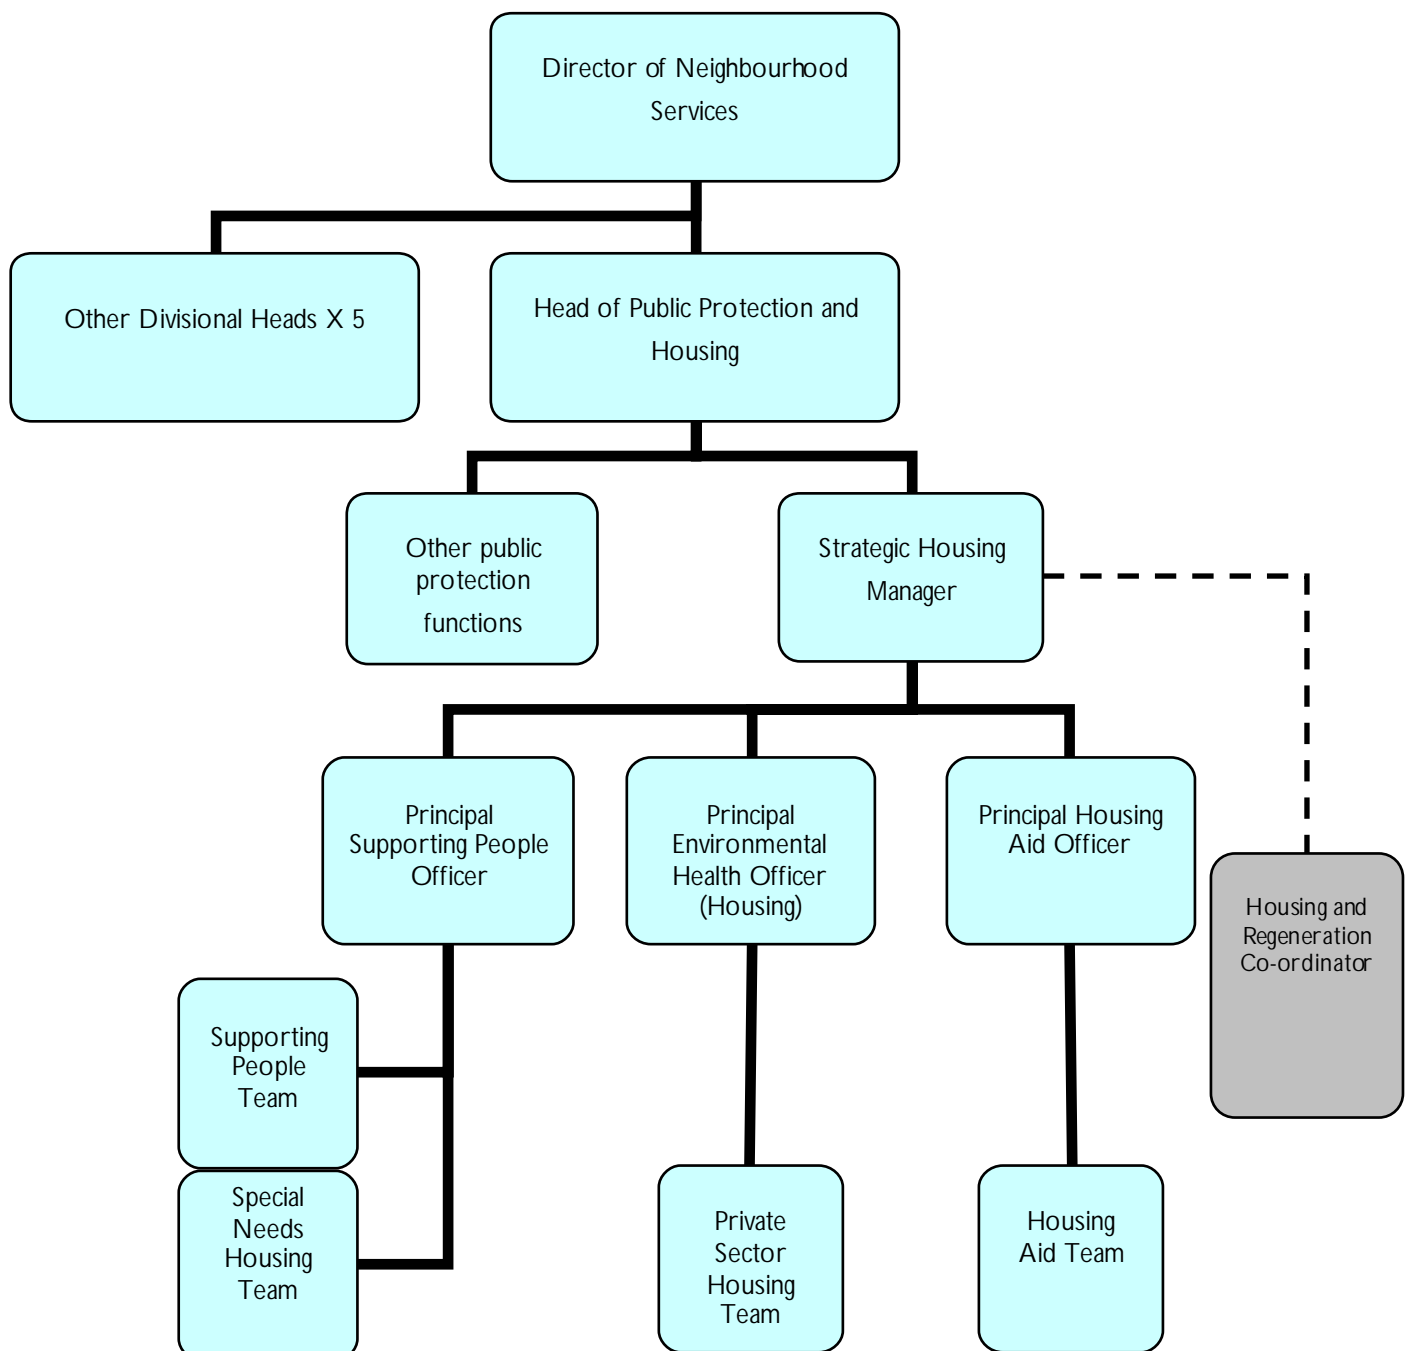 Director of Neighbourhood
Services
Other Divisional Heads X 5
Head of Public Protection and
Housing
Other public
protection
functions
Strategic Housing
Manager
Principal
Supporting People
Officer
Principal
Environmental
Health Officer
(Housing)
Principal Housing
Aid Officer
Housing and
Regeneration
Co-ordinator
Supporting
People
Team
Special
Needs
Housing
Team
Private
Sector
Housing
Team
Housing
Aid Team